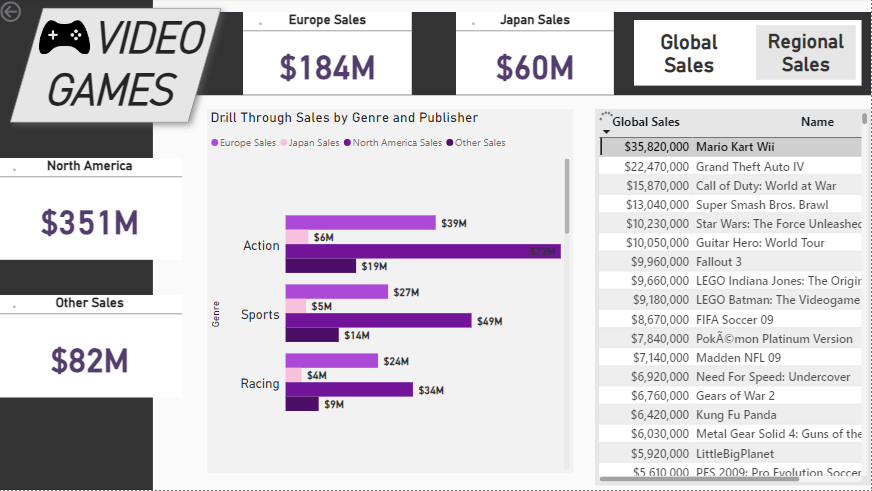 VIDEO
GAMES
Europe Sales
$184M
Japan Sales
$60M
Global
Sales
Regional
Sales
North America
$351M
Other Sales
$82M
Drill Through Sales by Genre and Publisher
Europe Sales Japan Sales North America Sales Other Sales
Genre
Action
$39M
$6M
$19M
Sports
$27M
$5M
$49M
$14M
Racing
$24M
$4M
$34M
$9M
Global Sales Name
$35,820,000 Mario Kart Wii
$22,470,000 Grand Theft Auto IV
$15,870,000 Call of Duty: World at War
$13,040,000 Super Smash Bros. Brawl
$10,230,000 Star Wars: The Force Unleashed
$10,050,000 Guitar Hero: World Tour
$9,960,000 Fallout 3
$9,660,000 LEGO Indiana Jones: The Origin
$9,180,000 LEGO Batman: The Videogame
$8,670,000 FIFA Soccer 09
$7,840,000 PokÃ©mon Platinum Version
$7,140,000 Madden NFL 09
$6,920,000 Need For Speed: Undercover
$6,760,000 Gears of War 2
$6,420,000 Kung Fu Panda
$6,030,000 Metal Gear Solid 4: Guns of the
$5,920,000 LittleBigPlanet
$5,610,000 PES 2009: Pro Evolution Soccer